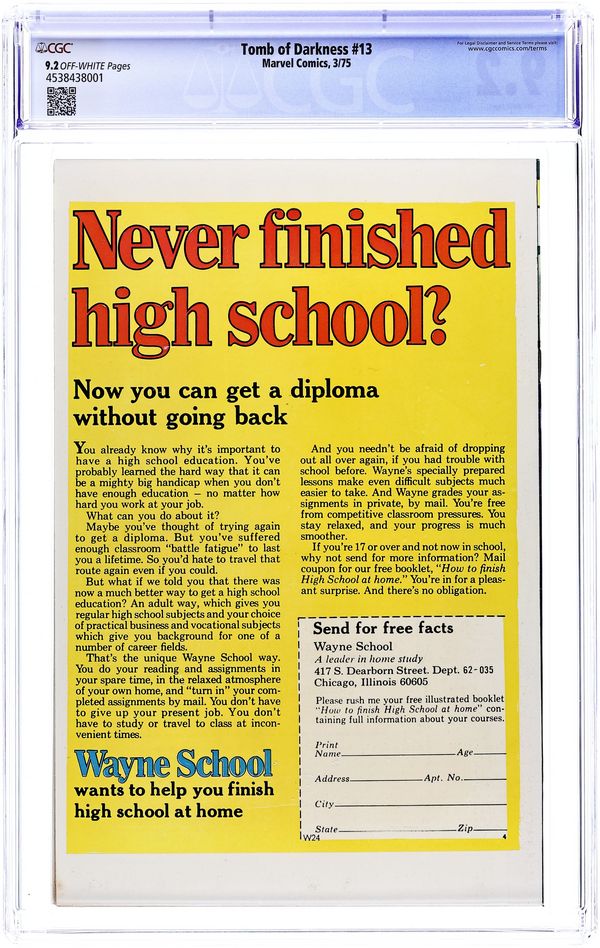 CGC
9.2 OFF-WHITE Pages
4538438001
Tomb of Darkness #13
Marvel Comics, 3/75
For Legal Disclaimer and Service Terms please visit
www.cgccomics.com/terms
Never finished
high school?
Now you can get a diploma
without going back
You already know why it's important to
have a high school education. You've
probably learned the hard way that it can
be a mighty big handicap when you don't
have enough education – no matter how
hard you work at your job.
What can you do about it?
Maybe you've thought of trying again
to get a diploma. But you've suffered
enough classroom "battle fatigue" to last
you a lifetime. So you'd hate to travel that
route again even if you could.
But what if we told you that there was
now a much better way to get a high school
education? An adult way, which gives you
regular high school subjects and your choice
of practical business and vocational subjects
which give you background for one of a
number of career fields.
That's the unique Wayne School way.
You do your reading and assignments in
your spare time, in the relaxed atmosphere
of your own home, and "turn in" your com-
pleted assignments by mail. You don't have
to give up your present job. You don't
have to study or travel to class at incon-
venient times.
Wayne School
wants to help you finish
high school at home
And you needn't be afraid of dropping
out all over again, if you had trouble with
school before. Wayne's specially prepared
lessons make even difficult subjects much
easier to take. And Wayne grades your as-
signments in private, by mail. You're free
from competitive classroom pressures. You
stay relaxed, and your progress is much
smoother.
If you're 17 or over and not now in school,
why not send for more information? Mail
coupon for our free booklet, "How to finish
High School at home." You're in for a pleas-
ant surprise. And there's no obligation.
Send for free facts
Wayne School
A leader in home study
417 S. Dearborn Street. Dept. 62-035
Chicago, Illinois 60605
Please rush me your free illustrated booklet
"How to finish High School at home" con-
taining full information about your courses.
Print
Name Age
Address Apt. No.
City
State Zip
W24 4